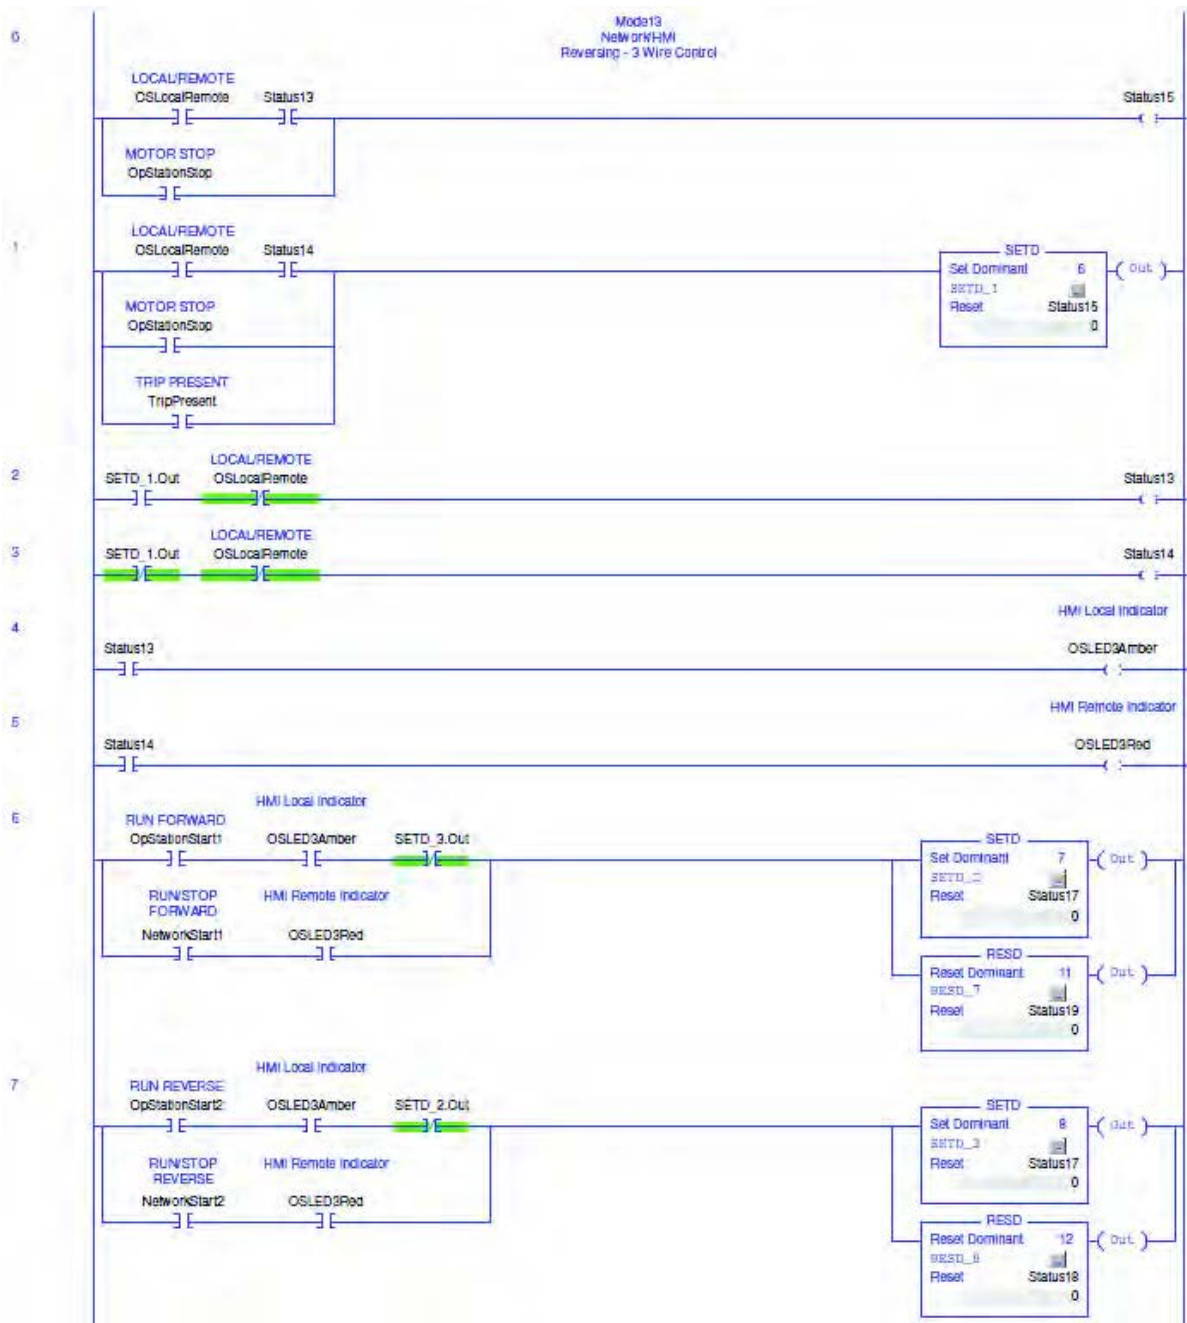 0
Mode13
Network/HMI
Reversing - 3 Wire Control
LOCAL/REMOTE
OSLocalRemote Status13 Status15
MOTOR STOP
OpStationStop
1
LOCAL/REMOTE
OSLocalRemote Status14
SETD
Set Dominant 6
SETD_1
Reset Status15
0
Out
MOTOR STOP
OpStationStop
TRIP PRESENT
TripPresent
2
LOCAL/REMOTE
SETD_1.Out OSLocalRemote Status13
3
LOCAL/REMOTE
SETD_1.Out OSLocalRemote Status14
4
HMI Local Indicator
Status13 OSLED3Amber
5
HMI Remote Indicator
Status14 OSLED3Red
6
HMI Local Indicator
RUN FORWARD
OpStationStart1 OSLED3Amber SETD_3.Out
SETD
Set Dominant 7
SETD_2
Reset Status17
0
Out
RUN/STOP HMI Remote Indicator
FORWARD
NetworkStart1 OSLED3Red
RESD
Reset Dominant 11
RESD_7
Reset Status19
0
Out
7
HMI Local Indicator
RUN REVERSE
OpStationStart2 OSLED3Amber SETD_2.Out
SETD
Set Dominant 8
SETD_3
Reset Status17
0
Out
RUN/STOP HMI Remote Indicator
REVERSE
NetworkStart2 OSLED3Red
RESD
Reset Dominant 12
Reset Status18
0
Out